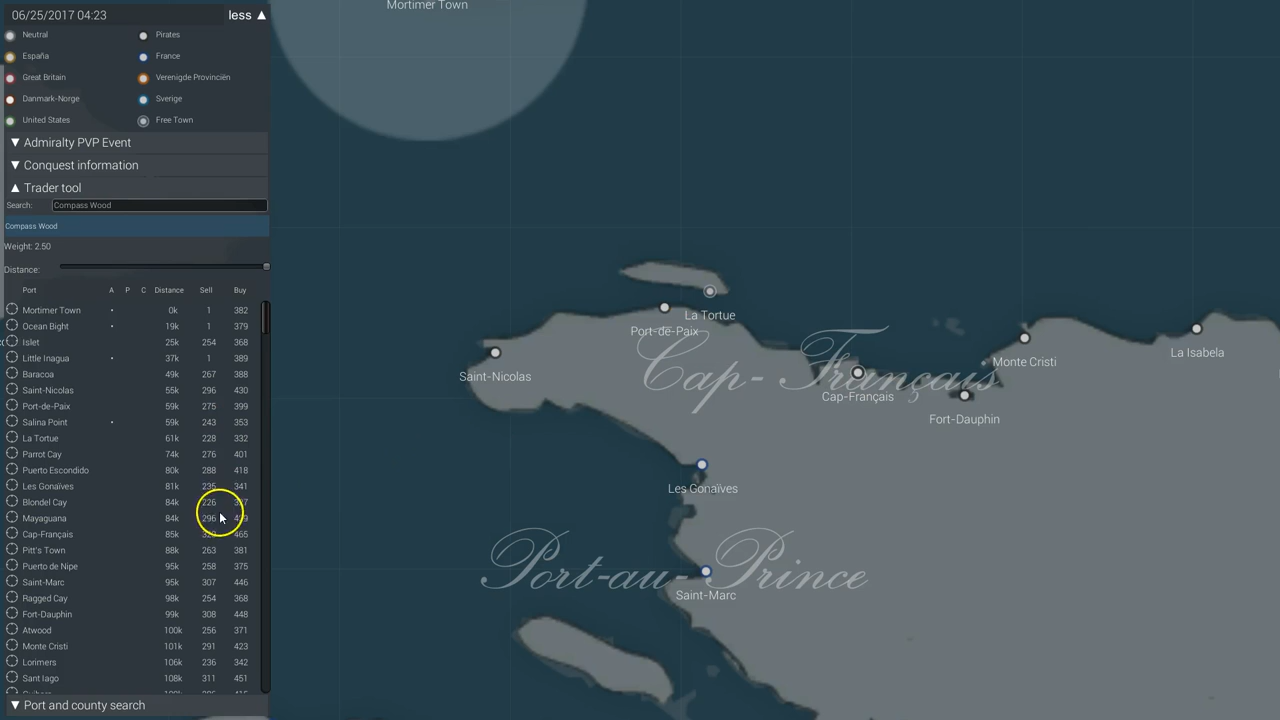 06/25/2017 04:23 less ▲
Neutral Pirates
España France
Great Britain Verenigde Provinciën
Danmark-Norge Sverige
United States Free Town
▼ Admiralty PVP Event
▼ Conquest information
▲ Trader tool
Search: Compass Wood
Compass Wood
Weight: 2.50
Distance:
Port A P C Distance Sell Buy
Mortimer Town • 0k 1 382
Ocean Bight • 19k 1 379
Islet 25k 254 368
Little Inagua • 37k 1 389
Baracoa 49k 267 388
Saint-Nicolas 55k 296 430
Port-de-Paix 59k 275 399
Salina Point • 59k 243 353
La Tortue 61k 228 332
Parrot Cay 74k 276 401
Puerto Escondido 80k 288 418
Les Gonaïves 81k 235 341
Blondel Cay 84k 226
Mayaguana 84k 296
Cap-Français 85k 465
Pitt's Town 88k 263 381
Puerto de Nipe 95k 258 375
Saint-Marc 95k 307 446
Ragged Cay 98k 254 368
Fort-Dauphin 99k 308 448
Atwood 100k 256 371
Monte Cristi 101k 291 423
Lorimers 106k 236 342
Sant Iago 108k 311 451
▼ Port and county search
Mortimer Town
La Tortue
Port-de-Paix
Saint-Nicolas
Cap-Français
Cap-Français
Monte Cristi
La Isabela
Fort-Dauphin
Les Gonaïves
Port-au-Prince
Saint-Marc